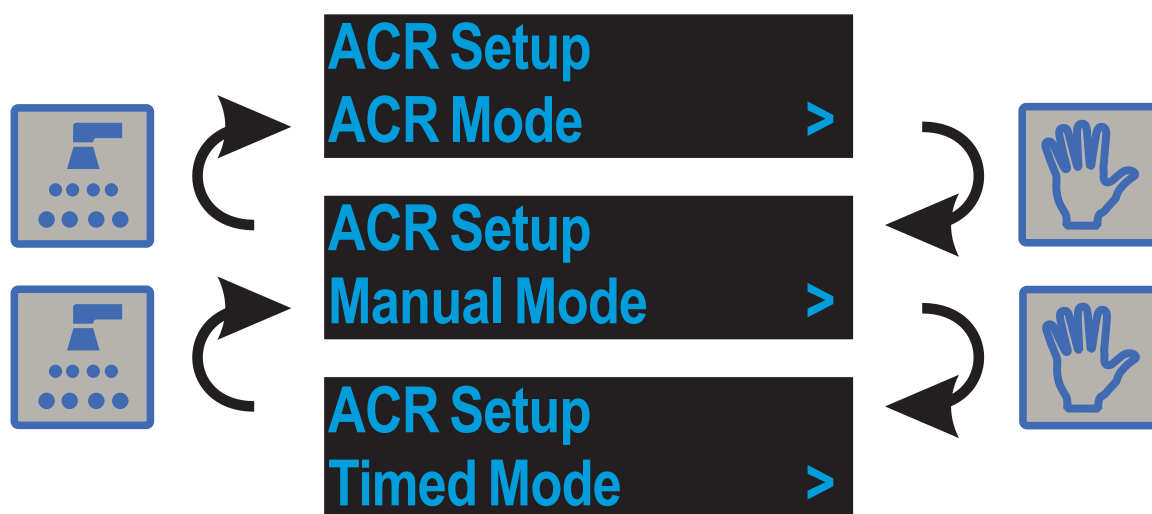 ACR Setup
ACR Mode >
ACR Setup
Manual Mode >
ACR Setup
Timed Mode >